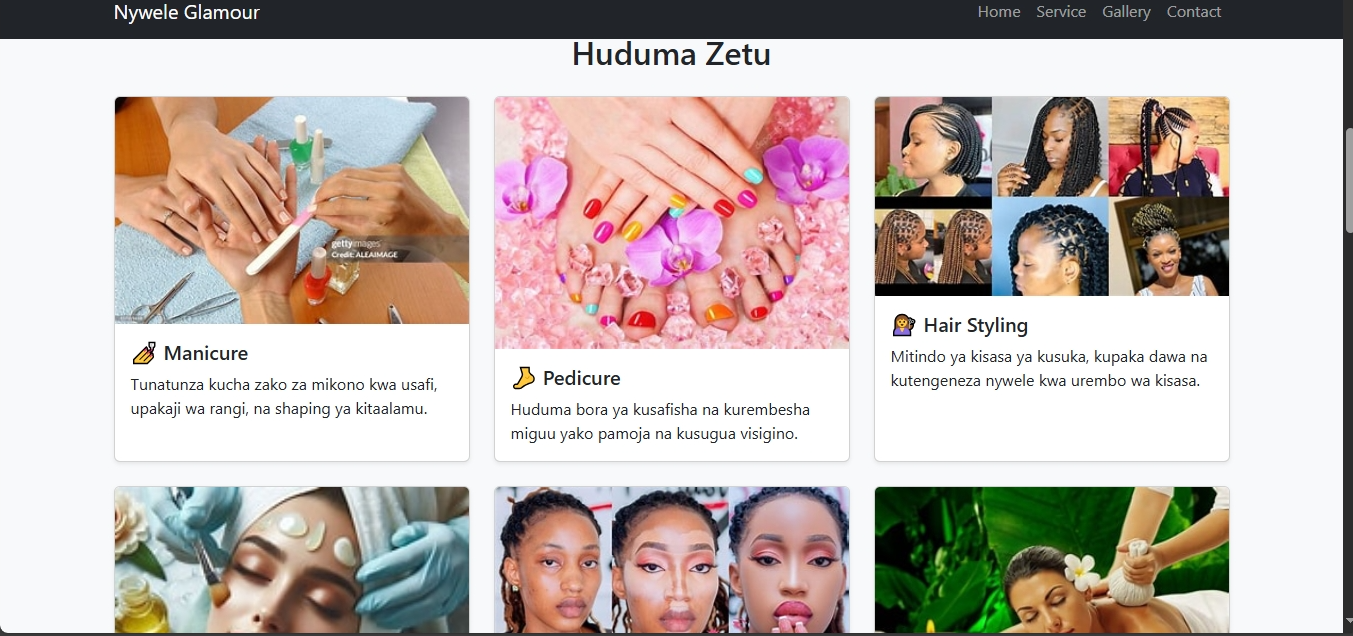 Nywele Glamour
Home Service Gallery Contact
Huduma Zetu
gettyimages
Credit: ALEAIMAGE
Manicure
Tunatunza kucha zako za mikono kwa usafi,
upakaji wa rangi, na shaping ya kitaalamu.
Pedicure
Huduma bora ya kusafisha na kurembesha
miguu yako pamoja na kusugua visigino.
Hair Styling
Mitindo ya kisasa ya kusuka, kupaka dawa na
kutengeneza nywele kwa urembo wa kisasa.